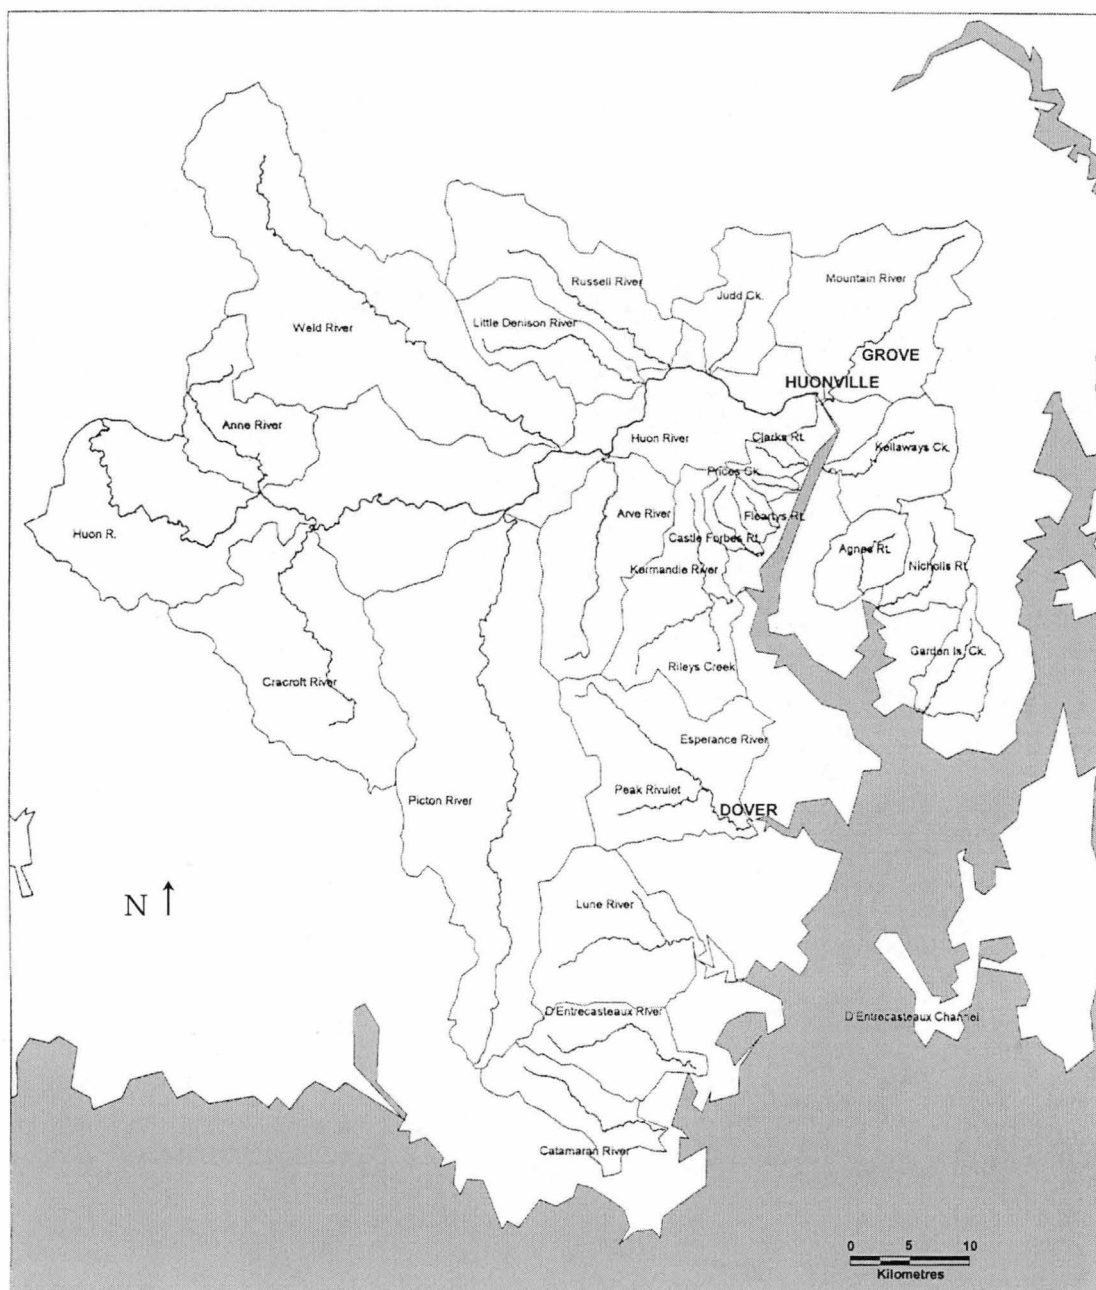 Mountain River
Russell River
Judd Ck.
Weld River
Little Denison River
GROVE
HUONVILLE
Anne River
Huon River
Clarks Rt.
Kellaways Ck.
Prices Ck.
Huon R.
Arve River
Fleurtys Rt.
Castle Forbes Rt.
Agnes Rt.
Kermandie River
Nicholls Rt.
Garden Is. Ck.
Rileys Creek
Cracroft River
Esperance River
Peak Rivulet
Picton River
DOVER
N
Lune River
D'Entrecasteaux River
D'Entrecasteaux Channel
Catamaran River
0 5 10
Kilometres